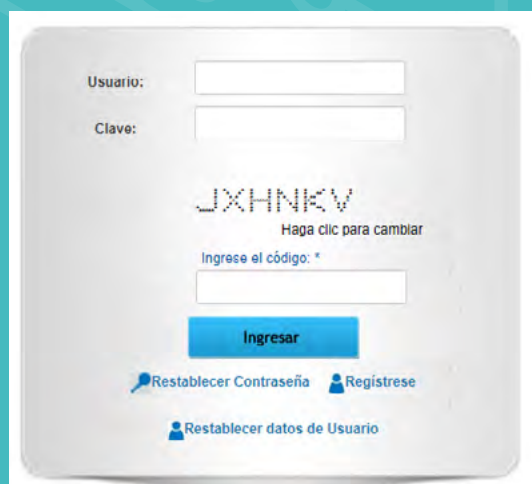 Usuario:
Clave:
JXHNKV
Haga clic para cambiar
Ingrese el código: *
Ingresar
Restablecer Contraseña Regístrese
Restablecer datos de Usuario